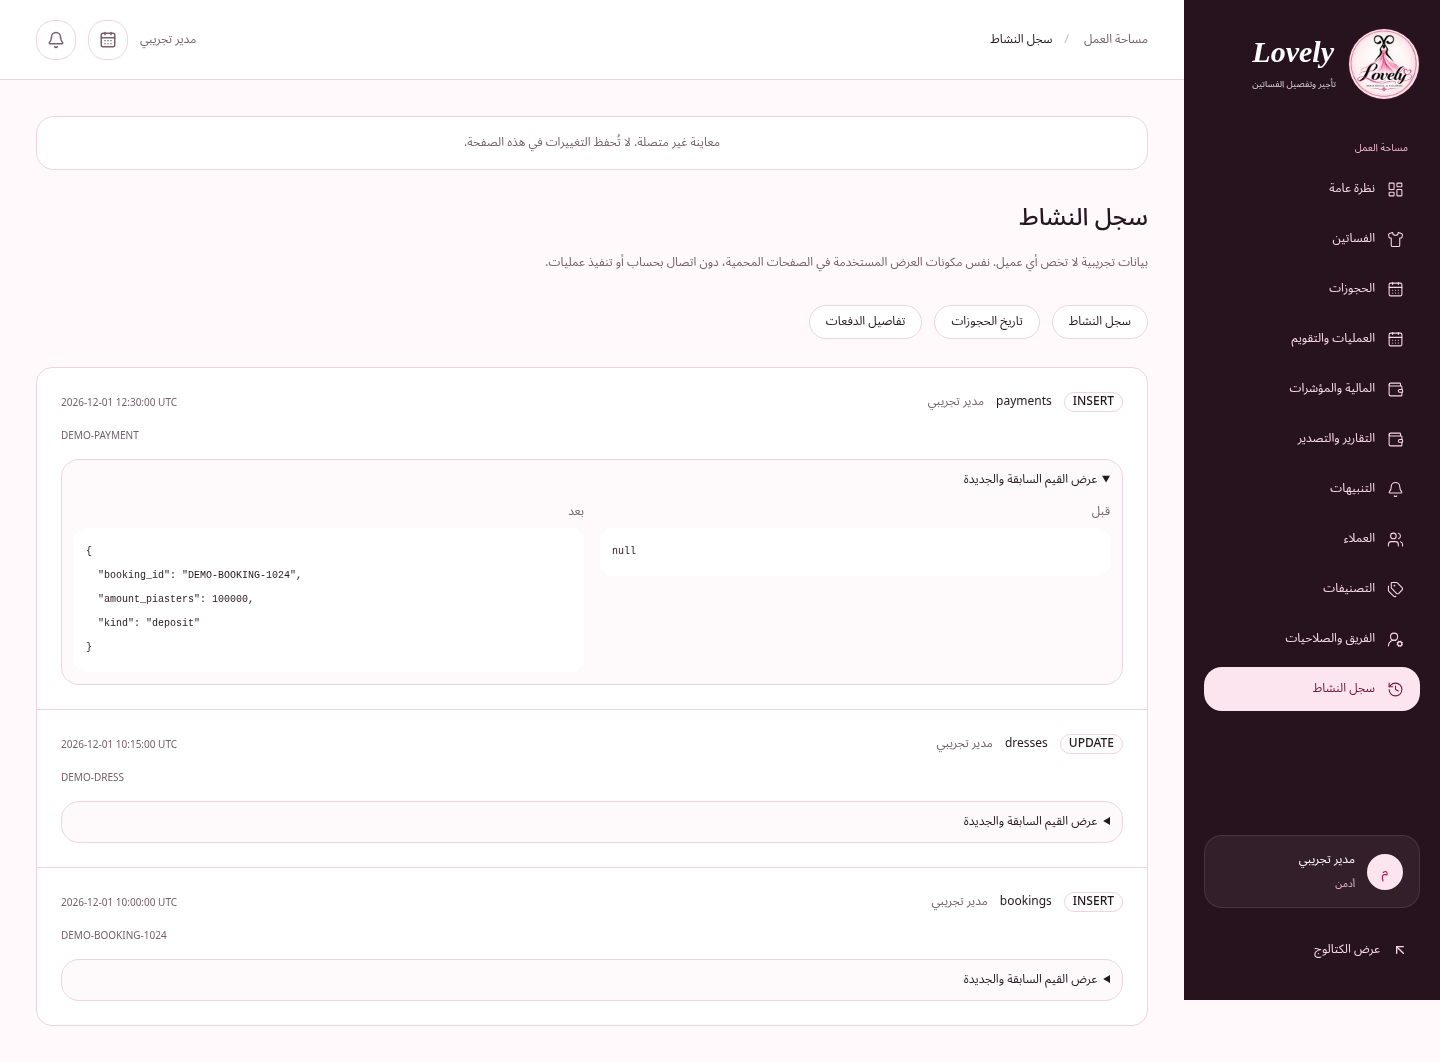 Lovely
تأجير وتفصيل الفساتين
Lovely
مساحة العمل
نظرة عامة
الفساتين
الحجوزات
العمليات والتقويم
المالية والمؤشرات
التقارير والتصدير
التنبيهات
العملاء
التصنيفات
الفريق والصلاحيات
سجل النشاط
م
مدير تجريبي
أدمن
عرض الكتالوج
مساحة العمل / سجل النشاط
مدير تجريبي
معاينة غير متصلة. لا تُحفظ التغييرات في هذه الصفحة.
سجل النشاط
بيانات تجريبية لا تخص أي عميل. نفس مكونات العرض المستخدمة في الصفحات المحمية، دون اتصال بحساب أو تنفيذ عمليات.
سجل النشاط
تاريخ الحجوزات
تفاصيل الدفعات
INSERT payments مدير تجريبي
2026-12-01 12:30:00 UTC
DEMO-PAYMENT
عرض القيم السابقة والجديدة
قبل
null
بعد
{
"booking_id": "DEMO-BOOKING-1024",
"amount_piasters": 100000,
"kind": "deposit"
}
UPDATE dresses مدير تجريبي
2026-12-01 10:15:00 UTC
DEMO-DRESS
عرض القيم السابقة والجديدة
INSERT bookings مدير تجريبي
2026-12-01 10:00:00 UTC
DEMO-BOOKING-1024
عرض القيم السابقة والجديدة